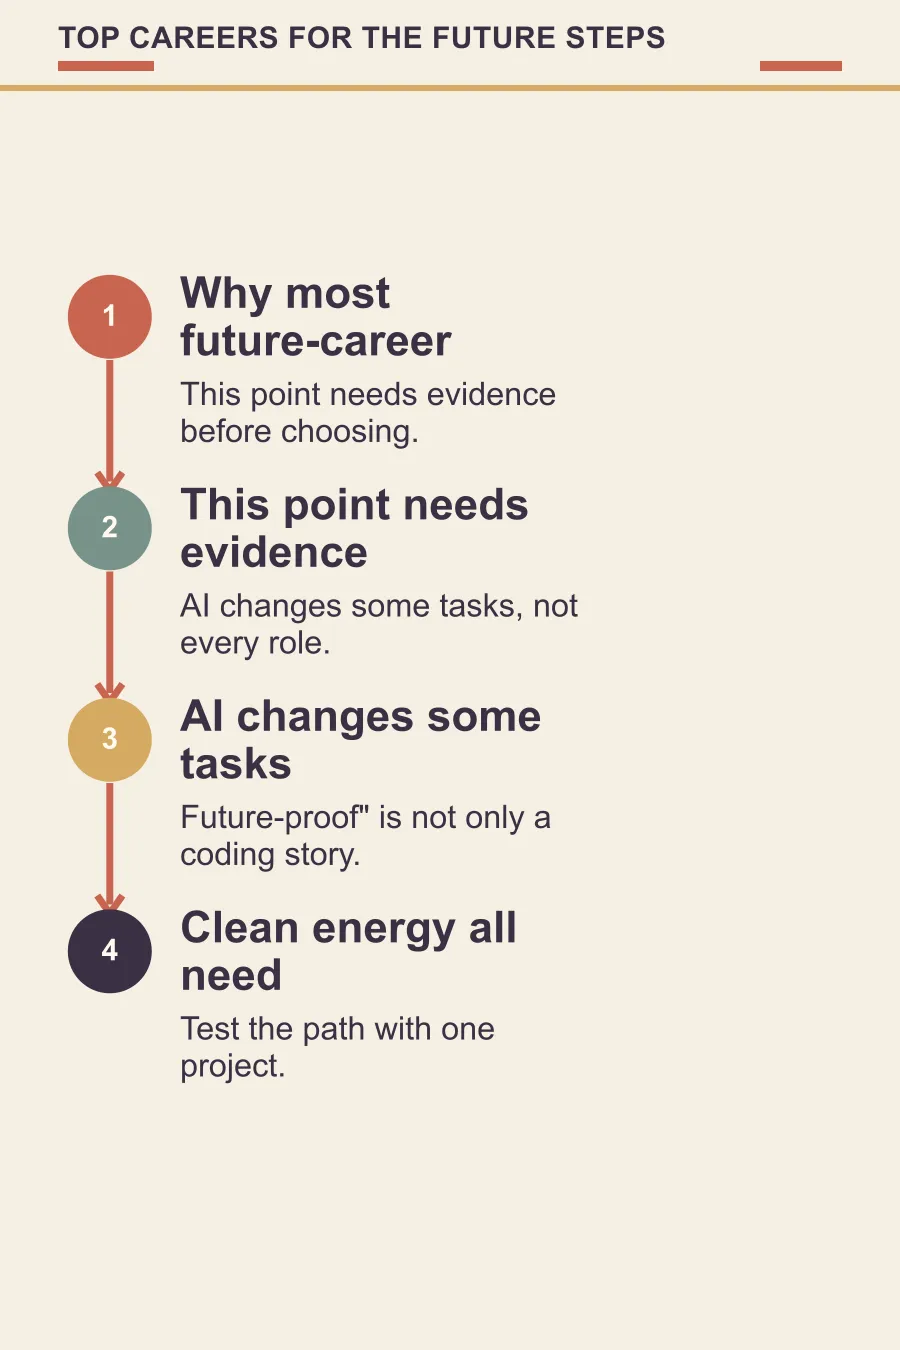 TOP CAREERS FOR THE FUTURE STEPS
1
Why most
future-career
This point needs evidence
before choosing.
2
This point needs
evidence
AI changes some tasks, not
every role.
3
AI changes some
tasks
Future-proof" is not only a
coding story.
4
Clean energy all
need
Test the path with one
project.